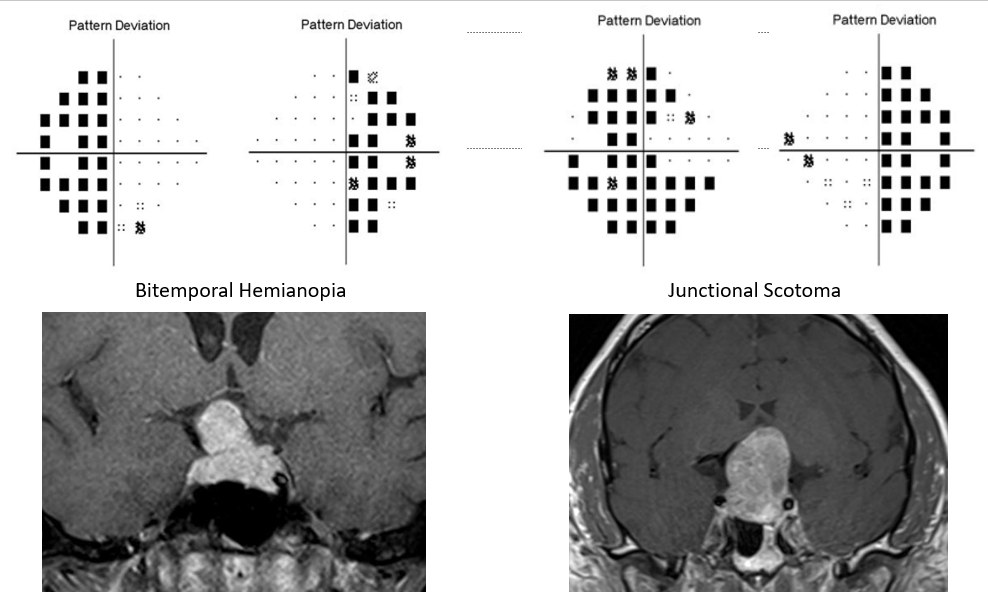 Pattern Deviation
Pattern Deviation
Pattern Deviation
Pattern Deviation
Bitemporal Hemianopia
Junctional Scotoma